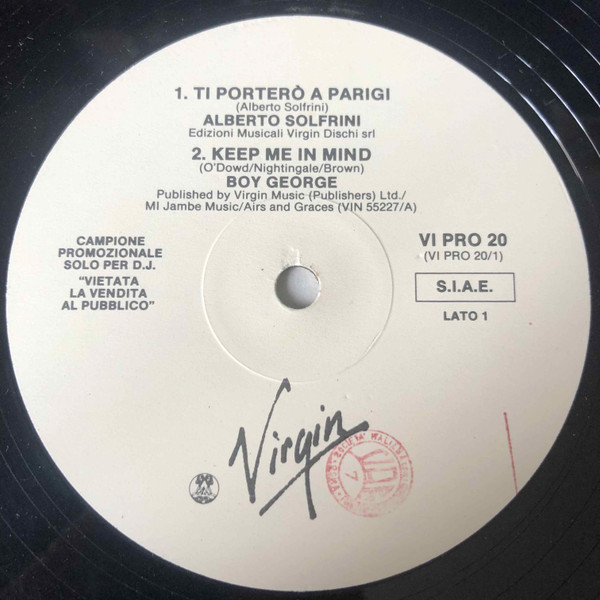 1. TI PORTERÒ A PARIGI
(Alberto Solfrini)
ALBERTO SOLFRINI
Edizioni Musicali Virgin Dischi srl
2. KEEP ME IN MIND
(O'Dowd/Nightingale/Brown)
BOY GEORGE
Published by Virgin Music (Publishers) Ltd./
MI Jambe Music/Airs and Graces (VIN 55227/A)
CAMPIONE
PROMOZIONALE
SOLO PER D.J.
"VIETATA
LA VENDITA
AL PUBBLICO"
VI PRO 20
(VI PRO 20/1)
S.I.A.E.
LATO 1
Virgin
7